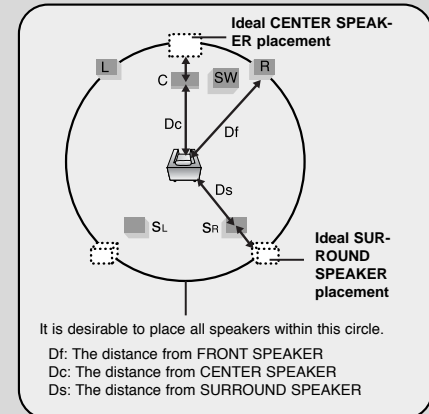 Ideal CENTER SPEAK-
ER placement
L
R
C
SW
Dc
Df
Ds
SL
SR
Ideal SUR-
ROUND
SPEAKER
placement
It is desirable to place all speakers within this circle.
Df: The distance from FRONT SPEAKER
Dc: The distance from CENTER SPEAKER
Ds: The distance from SURROUND SPEAKER